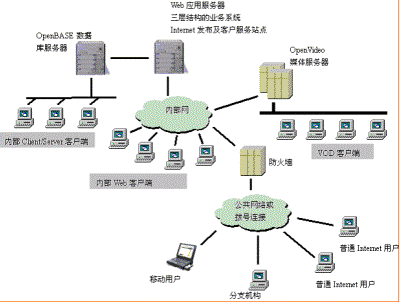 Web 应用服务器
三层结构的业务系统
Internet 发布及客户服务站点
OpenBASE 数据
库服务器
OpenVideo
媒体服务器
内部网
内部 Client/Server 客户端
VOD 客户端
内部 Web 客户端
防火墙
公共网络或
拨号连接
普通 Internet 用户
移动用户
普通 Internet 用户
分支机构